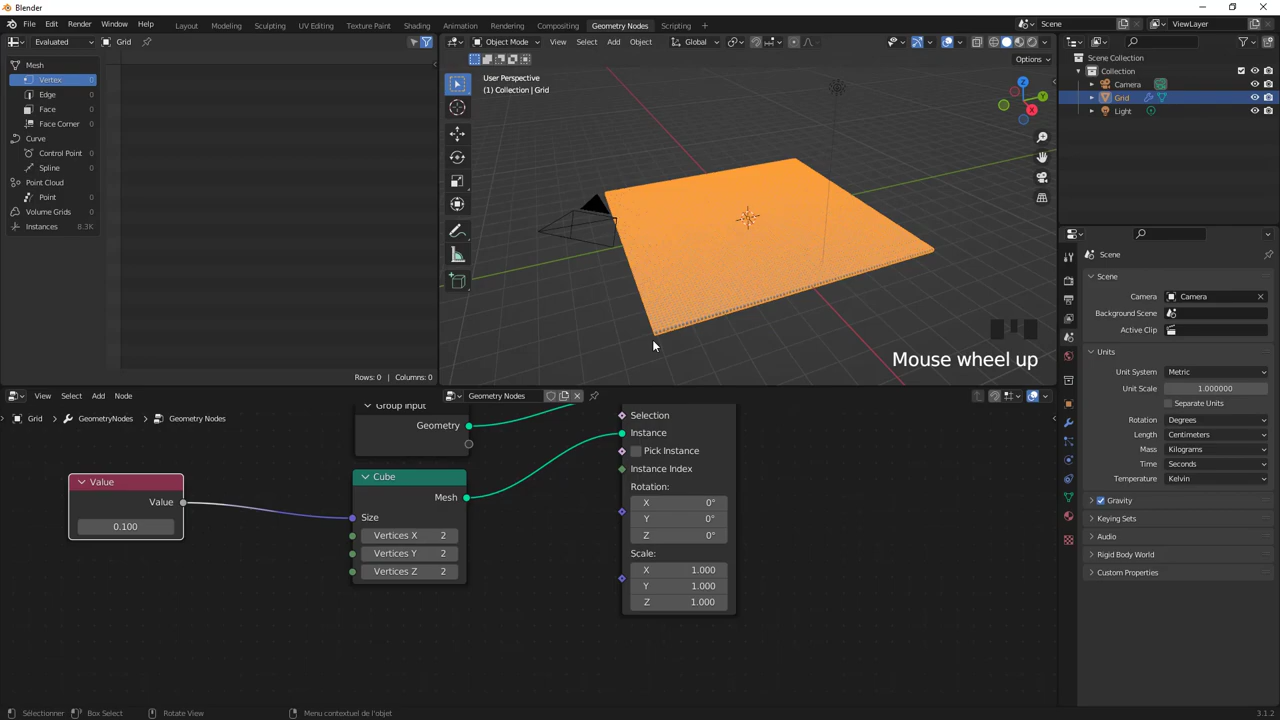 Blender
File Edit Render Window Help Layout Modeling Sculpting UV Editing Texture Paint Shading Animation Rendering Compositing Geometry Nodes Scripting + Scene ViewLayer
Evaluated Grid
Object Mode View Select Add Object Global
Options
Mesh
Vertex 0
Edge 0
Face 0
Face Corner 0
Curve
Control Point 0
Spline 0
Point Cloud
Point 0
Volume Grids 0
Instances 8.3K
Rows: 0 | Columns: 0
User Perspective
(1) Collection | Grid
Z
Y
X
Mouse wheel up
Scene Collection
Collection
Camera
Grid
Light
Scene
Scene
Camera Camera
Background Scene
Active Clip
Units
Unit System Metric
Unit Scale 1.000000
Separate Units
Rotation Degrees
Length Centimeters
Mass Kilograms
Time Seconds
Temperature Kelvin
Gravity
Keying Sets
Audio
Rigid Body World
Custom Properties
View Select Add Node Geometry Nodes
Grid GeometryNodes Geometry Nodes
Group Input
Geometry
Value
Value
0.100
Cube
Mesh
Size
Vertices X 2
Vertices Y 2
Vertices Z 2
Selection
Instance
Pick Instance
Instance Index
Rotation:
X 0°
Y 0°
Z 0°
Scale:
X 1.000
Y 1.000
Z 1.000
Sélectionner Box Select Rotate View Menu contextuel de l'objet 3.1.2